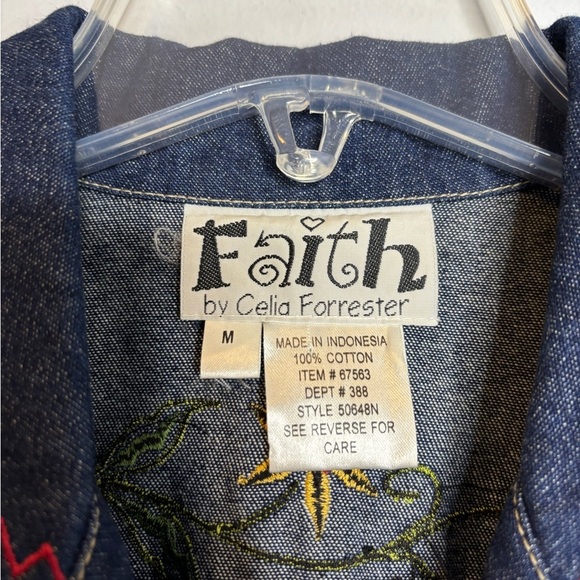 Faith
by Celia Forrester
M
MADE IN INDONESIA
100% COTTON
ITEM # 67563
DEPT # 388
STYLE 50648N
SEE REVERSE FOR
CARE